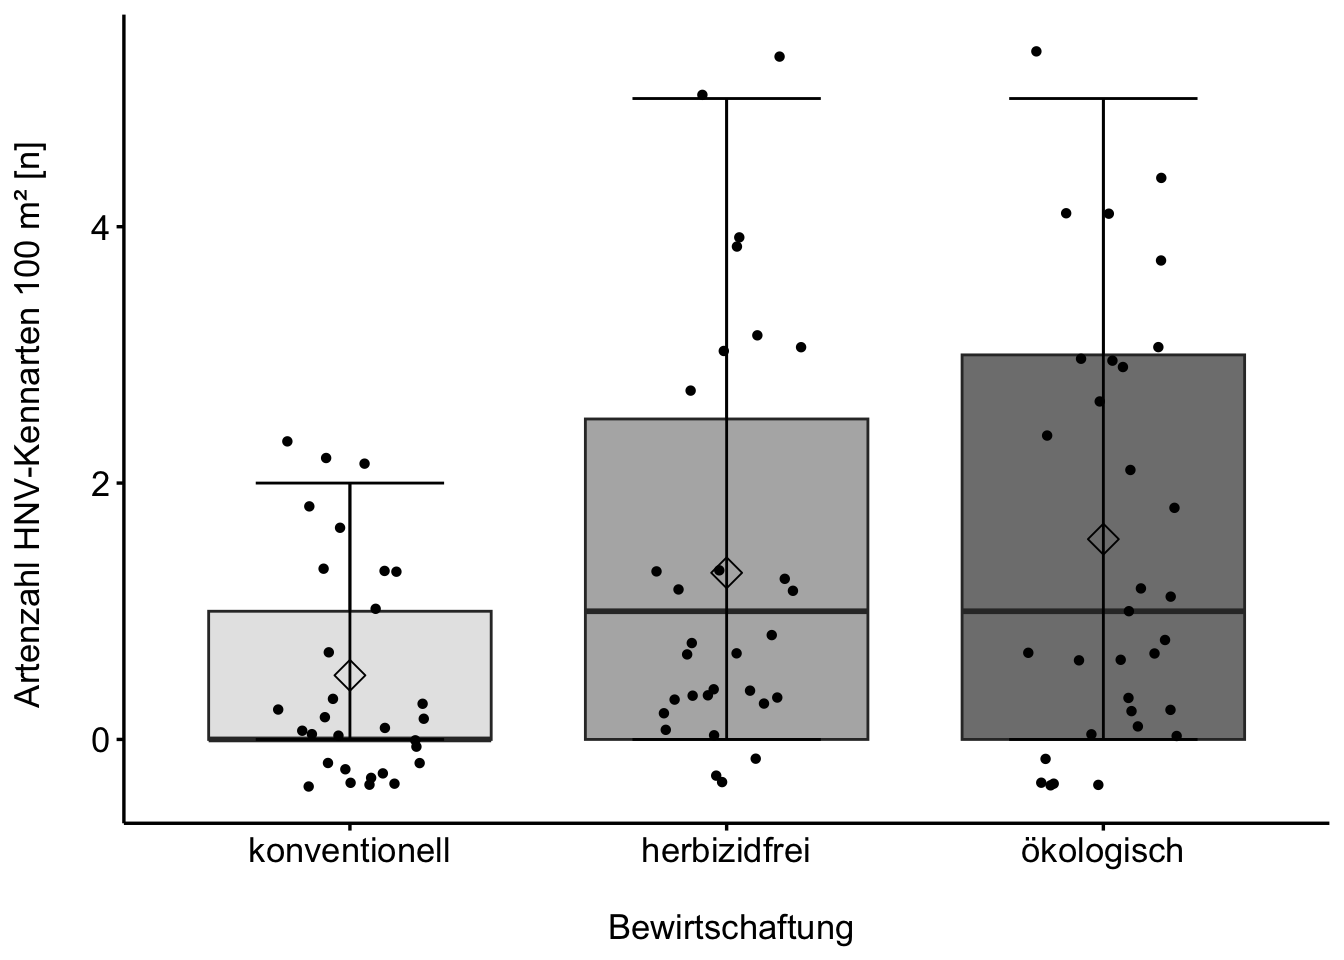 Artenzahl HNV-Kennarten 100 m² [n]
4
2
0
konventionell
herbizidfrei
ökologisch
Bewirtschaftung